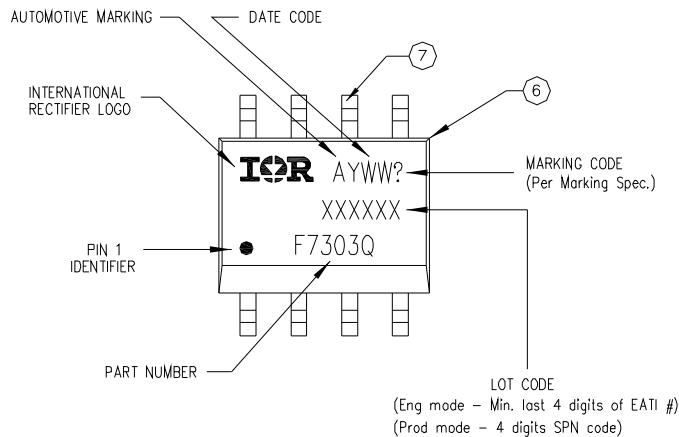 AUTOMOTIVE MARKING
DATE CODE
7
INTERNATIONAL
RECTIFIER LOGO
6
IOR
AYWW?
MARKING CODE
(Per Marking Spec.)
XXXXXX
PIN 1
IDENTIFIER
F7303Q
PART NUMBER
LOT CODE
(Eng mode – Min. last 4 digits of EATI #)
(Prod mode – 4 digits SPN code)